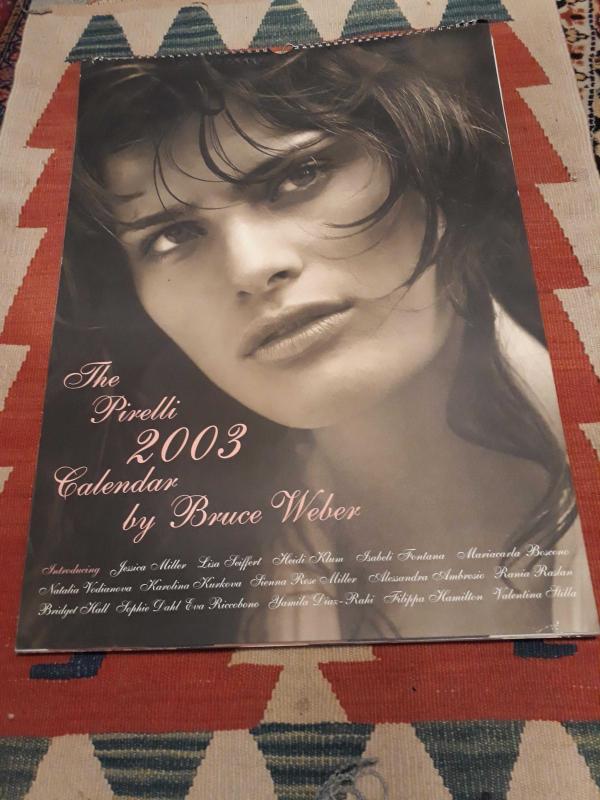 The
Pirelli
2003
Calendar
by Bruce Weber
Introducing Jessica Miller Lisa Seiffert Heidi Klum Isabeli Fontana Mariacarla Boscono
Natalia Vodianova Karolina Kurkova Sienna Rose Miller Alessandra Ambrosio Rania Raslan
Bridget Hall Sophie Dahl Eva Riccobono Yamila Diaz-Rahi Filippa Hamilton Valentina Stilla